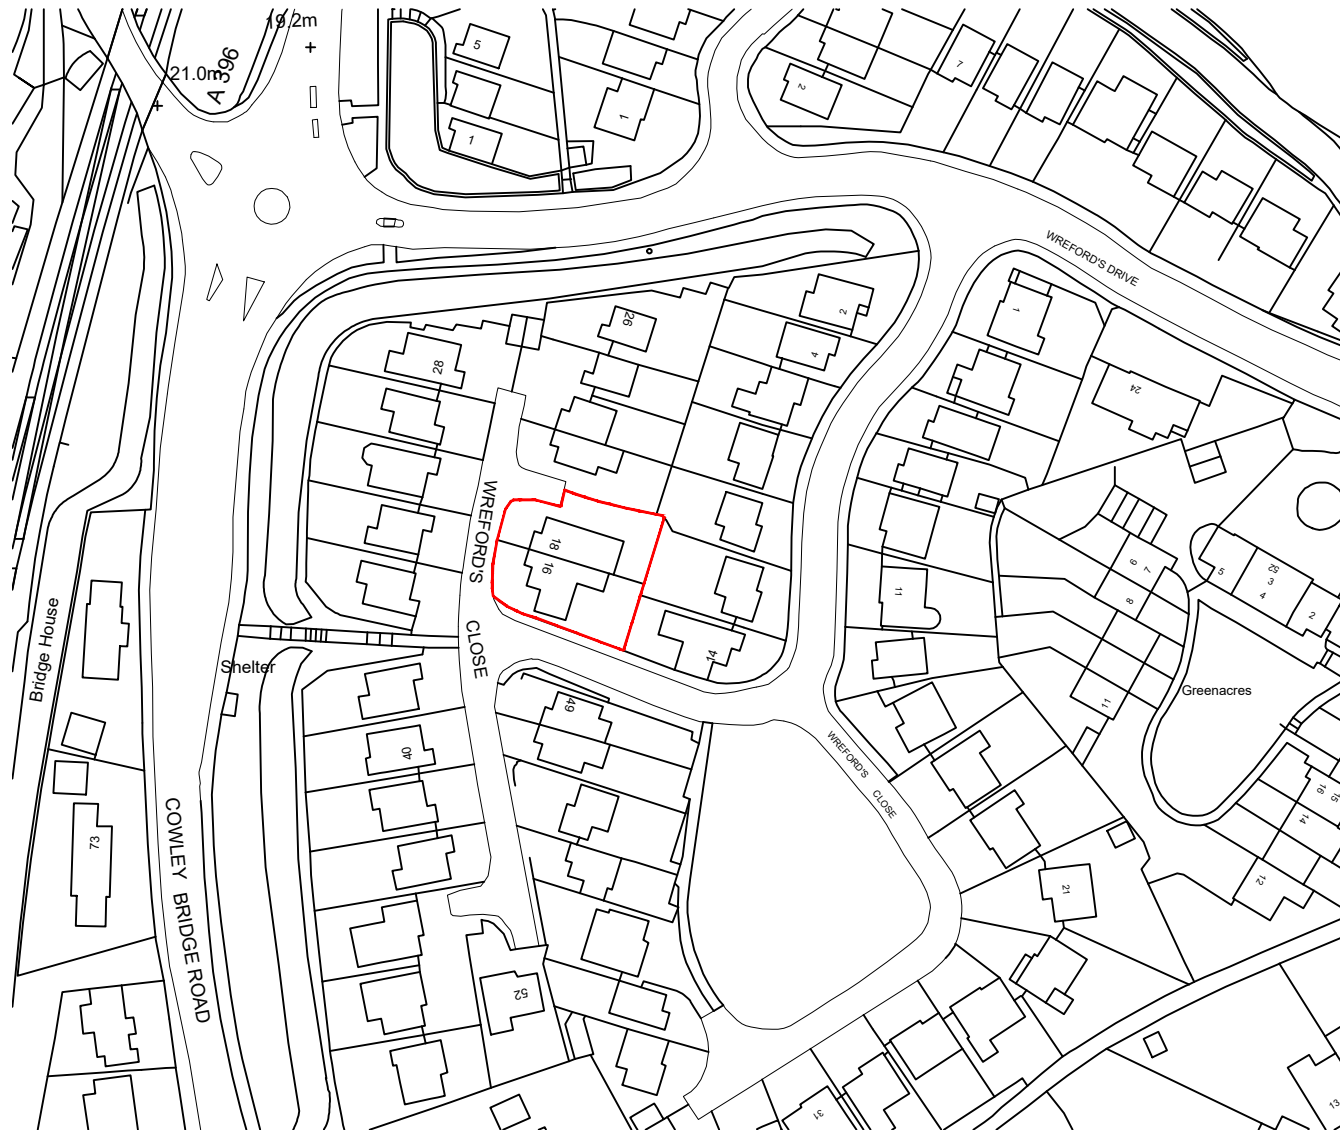 19.2m
21.0m
A 396
5
1
1
2
7
WREFORD'S DRIVE
26
2
4
1
28
24
WREFORD'S
CLOSE
18
16
14
11
6
7
8
11
5
52
3
4
2
Greenacres
Bridge House
Shelter
49
40
WREFORD'S
CLOSE
16
15
14
12
73
COWLEY BRIDGE ROAD
21
52
31
13